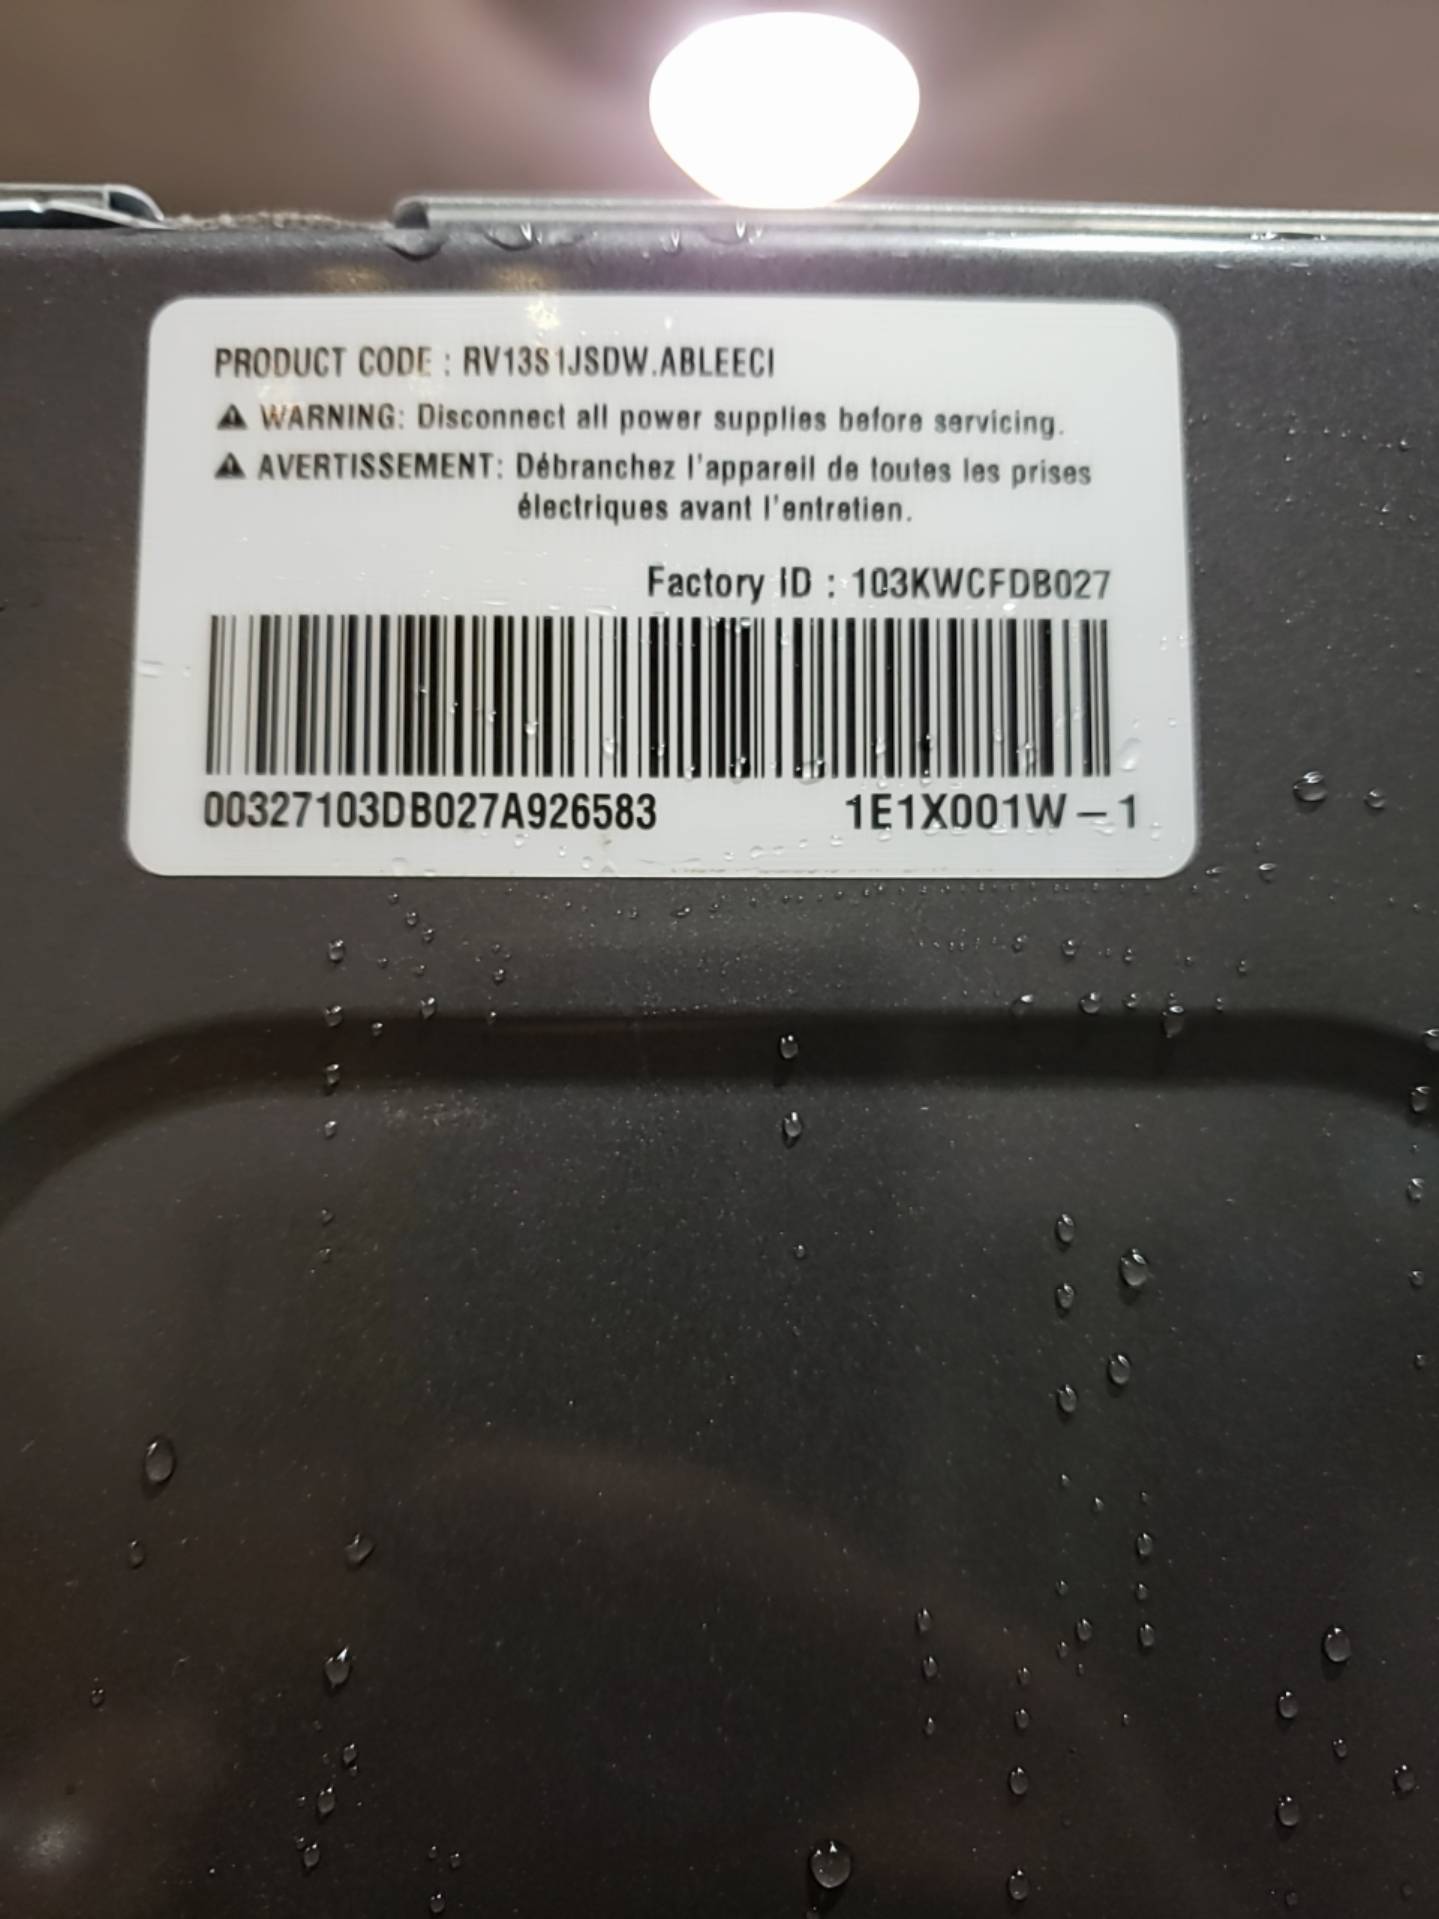 PRODUCT CODE : RV13S1JSDW.ABLEECI
⚠ WARNING: Disconnect all power supplies before servicing.
⚠ AVERTISSEMENT: Débranchez l'appareil de toutes les prises
électriques avant l'entretien.
Factory ID : 103KWCFDB027
00327103DB027A926583 1E1X001W – 1